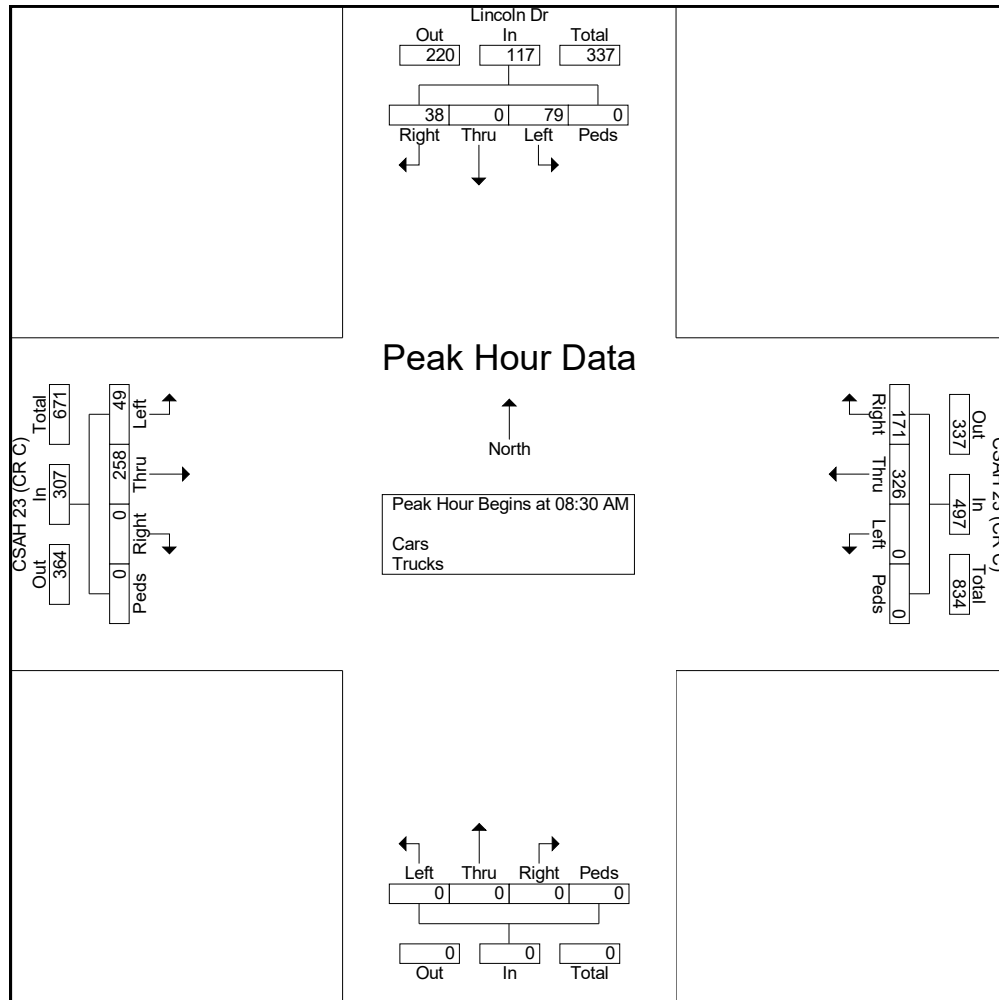 Lincoln Dr
Out In Total
220 117 337
38 0 79 0
Right Thru Left Peds
Peak Hour Data
North
Peak Hour Begins at 08:30 AM
Cars
Trucks
CSAH 23 (CR C)
Total In Out
671 307 364
49 258 0 0
Left Thru Right Peds
CSAH 23 (CR C)
Out In Total
337 497 834
171 326 0 0
Right Thru Left Peds
Left Thru Right Peds
0 0 0 0
0 0 0
Out In Total